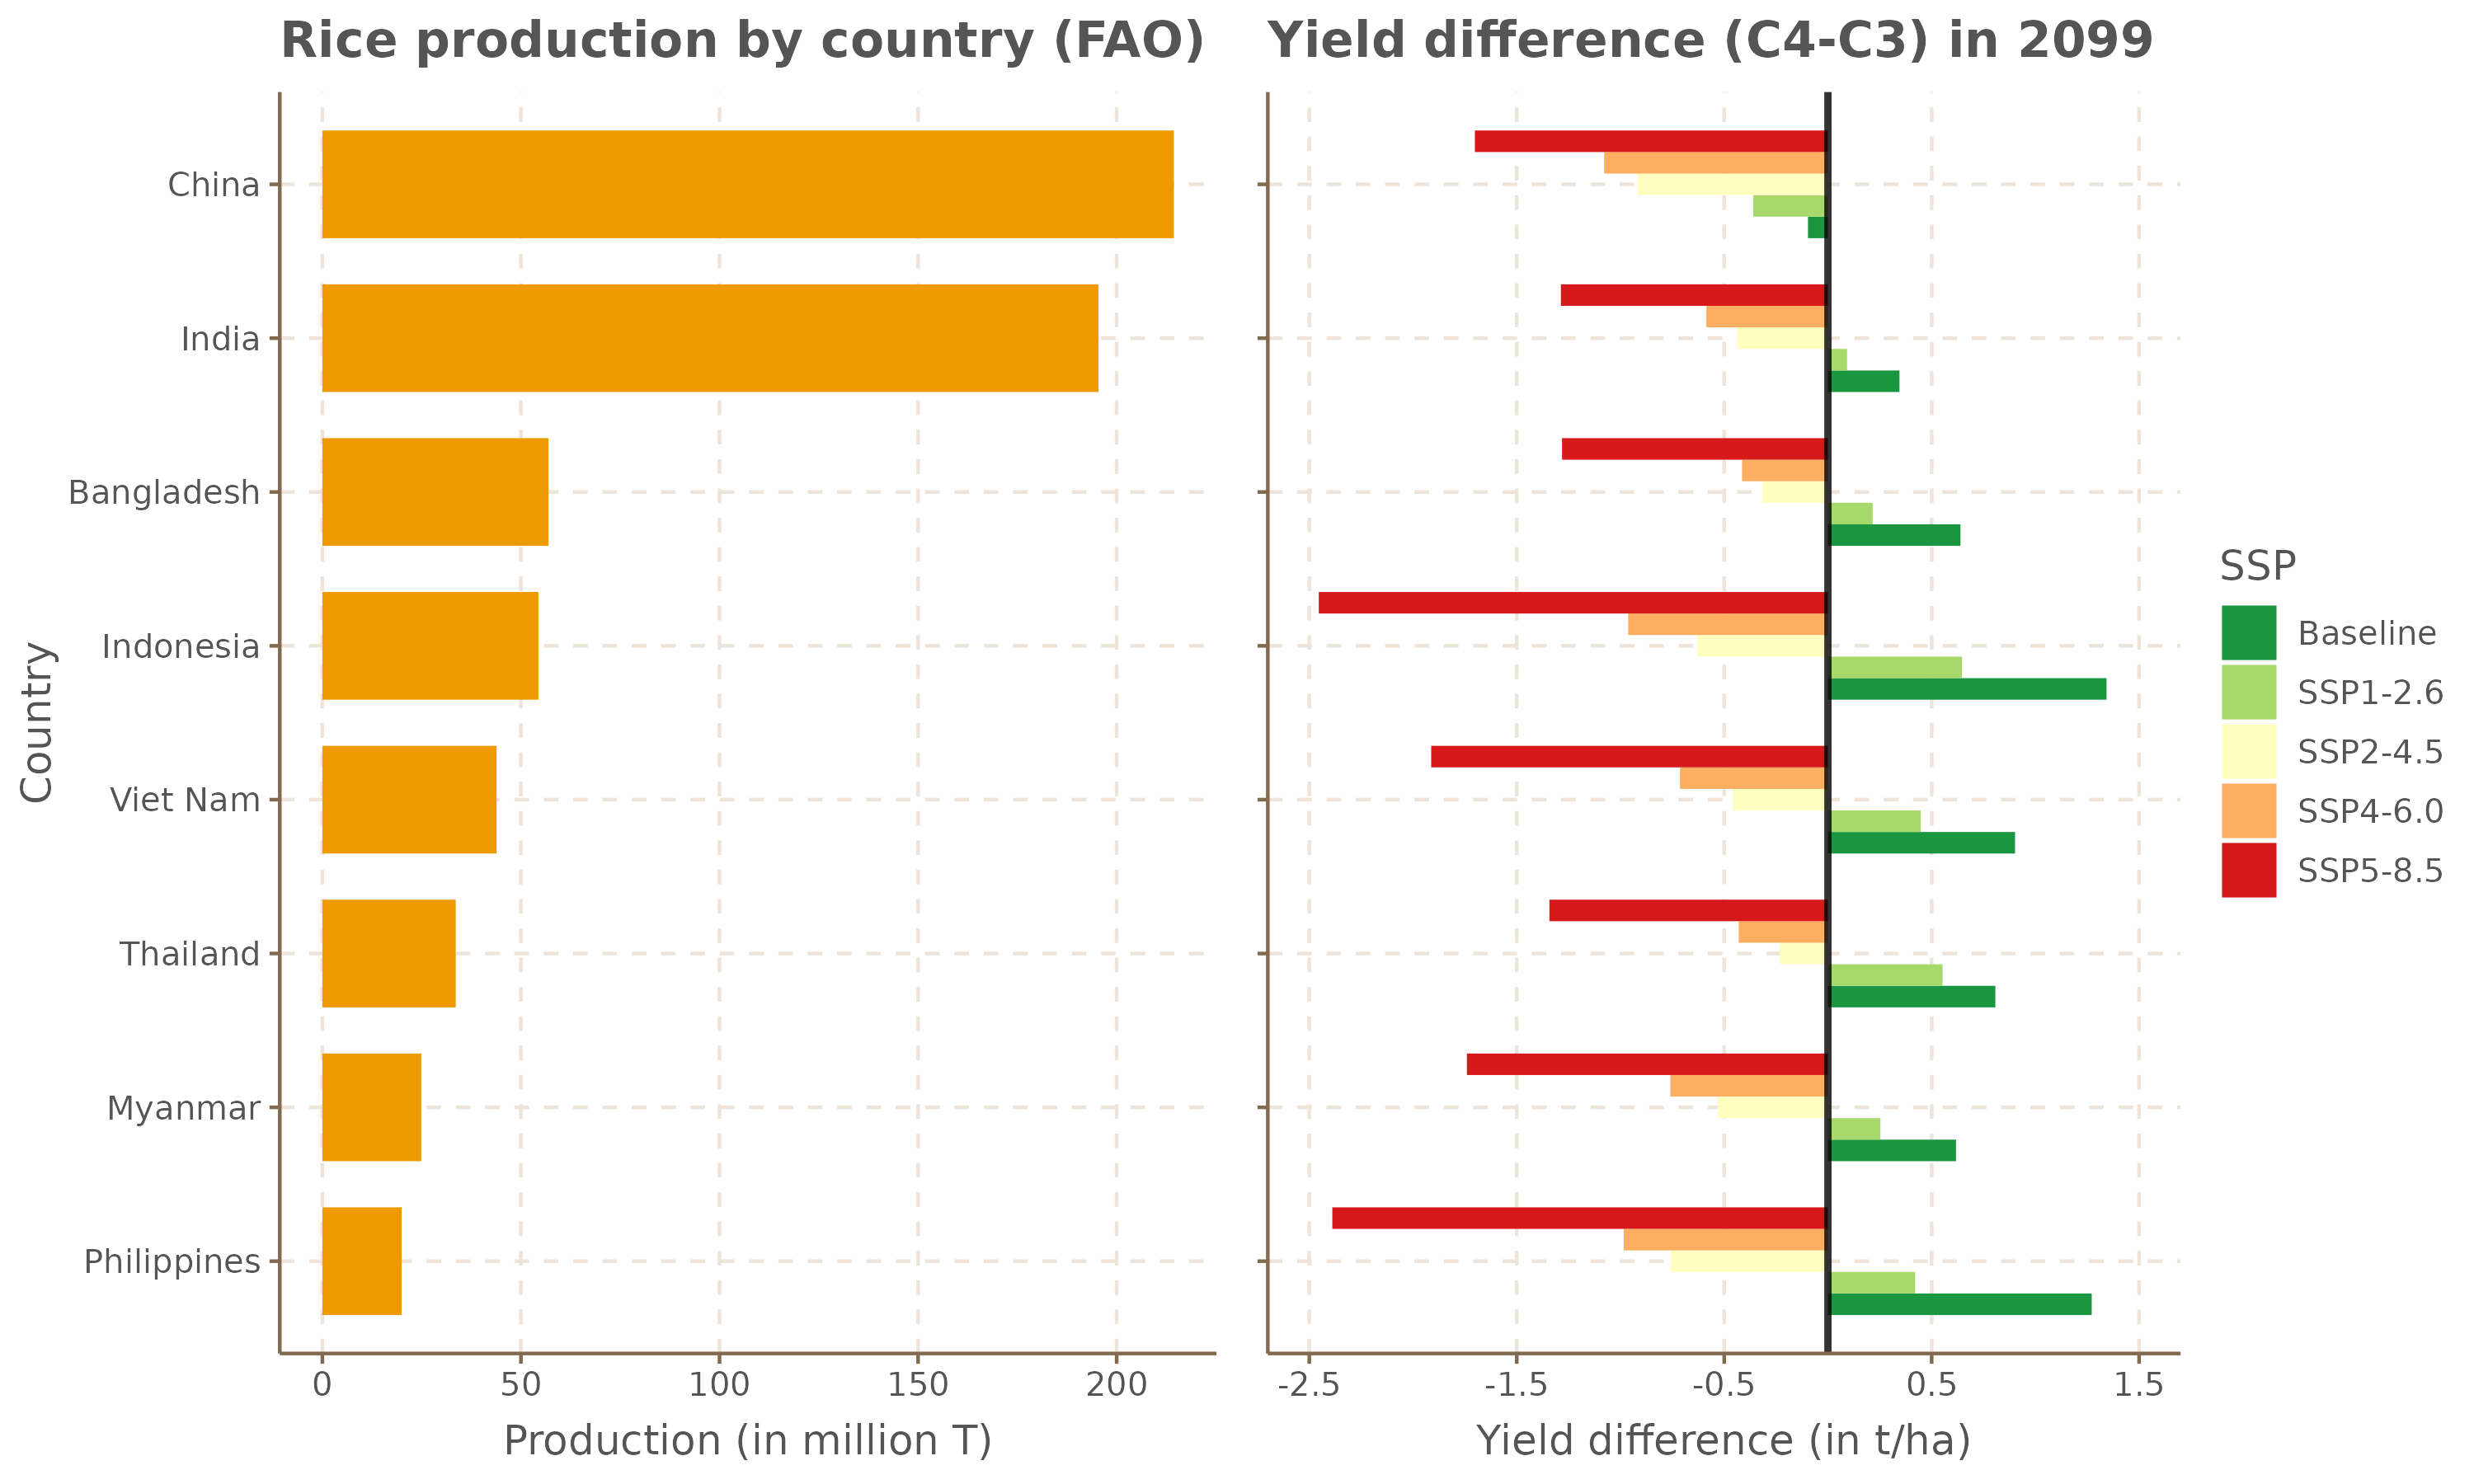 Rice production by country (FAO)
Yield difference (C4-C3) in 2099
Country
China
India
Bangladesh
Indonesia
Viet Nam
Thailand
Myanmar
Philippines
0 50 100 150 200
Production (in million T)
-2.5 -1.5 -0.5 0.5 1.5
Yield difference (in t/ha)
SSP
Baseline
SSP1-2.6
SSP2-4.5
SSP4-6.0
SSP5-8.5